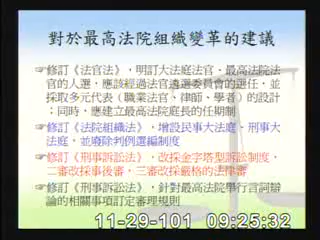 對於最高法院組織變革的建議
修訂《法官法》，明訂大法庭法官、最高法院法
官的人選，應該經過法官遴選委員會的選任，並
採取多元代表（職業法官、律師、學者）的設計
；同時，應建立最高法院庭長的任期制
修訂《法院組織法》，增設民事大法庭、刑事大
法庭，並廢除判例選編制度
修訂《刑事訴訟法》，改採金字塔型訴訟制度，
二審改採事後審，三審改採嚴格的法律審
修訂《刑事訴訟法》，針對最高法院舉行言詞辯
論的相關事項訂定審理規則
11-29-101 09:25:32